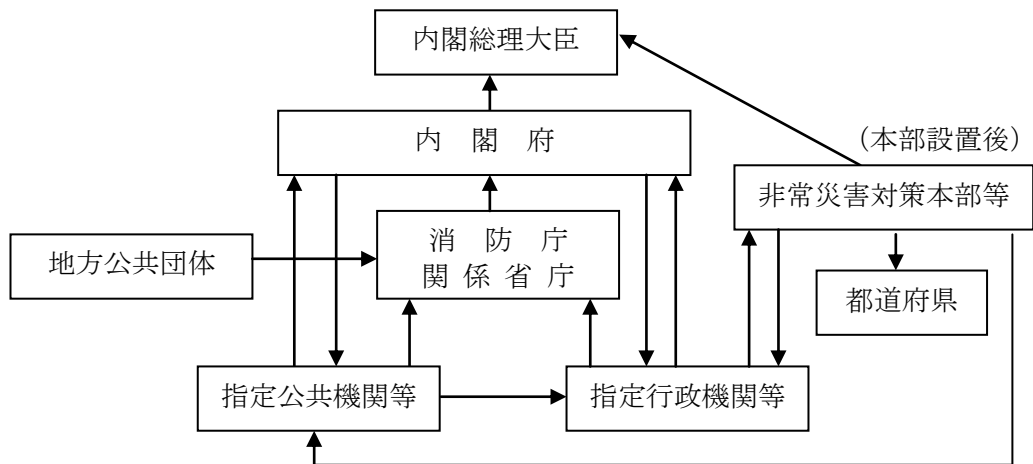 内閣総理大臣
内 閣 府
(本部設置後)
非常災害対策本部等
消 防 庁
関 係 省 庁
地方公共団体
都道府県
指定公共機関等
指定行政機関等